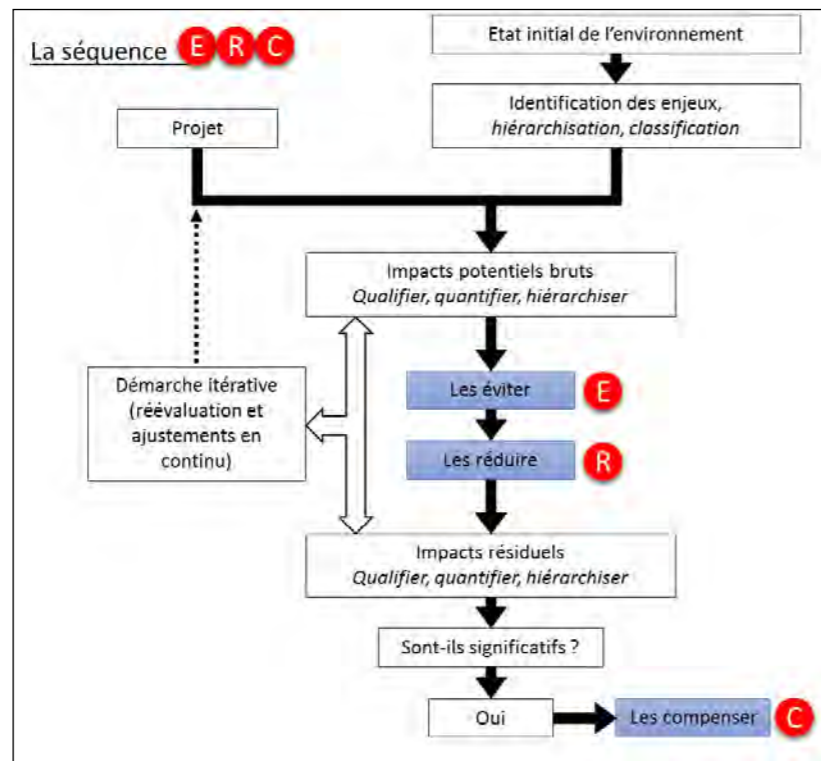 La séquence E R C
Etat initial de l'environnement
Identification des enjeux,
hiérarchisation, classification
Projet
Impacts potentiels bruts
Qualifier, quantifier, hiérarchiser
Démarche itérative
(réévaluation et
ajustements en
continu)
Les éviter E
Les réduire R
Impacts résiduels
Qualifier, quantifier, hiérarchiser
Sont-ils significatifs ?
Oui
Les compenser C